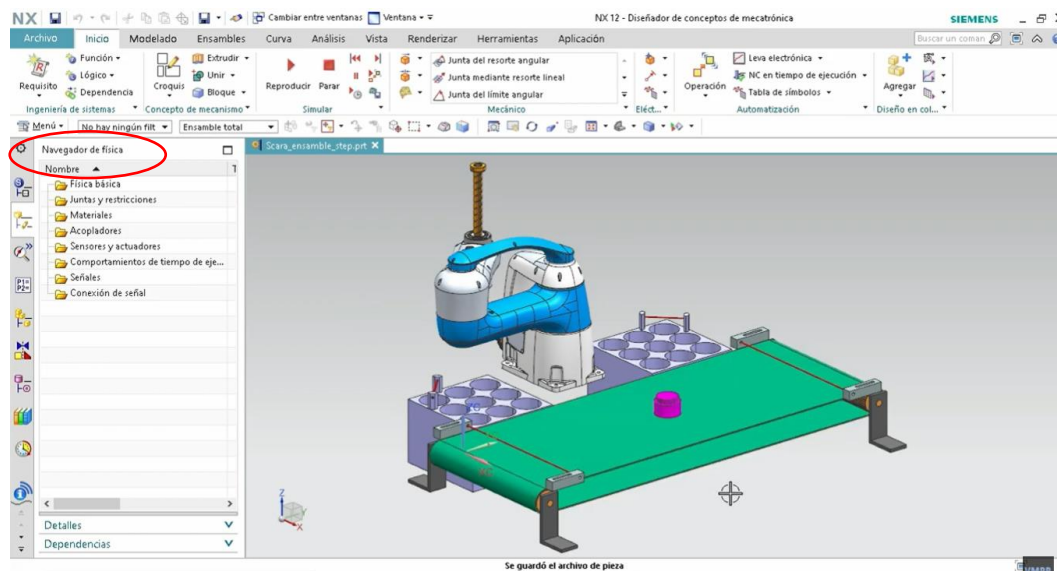 NX
Cambiar entre ventanas Ventana
NX 12 - Diseñador de conceptos de mecatrónica
SIEMENS
Archivo Inicio Modelado Ensambles Curva Análisis Vista Renderizar Herramientas Aplicación
Buscar un coman
Requisito
Función
Lógico
Dependencia
Ingeniería de sistemas
Croquis
Extrudir
Unir
Bloque
Concepto de mecanismo
Reproducir Parar
Simular
Junta del resorte angular
Junta mediante resorte lineal
Junta del límite angular
Mecánico
Eléct...
Operación
Leva electrónica
NC en tiempo de ejecución
Tabla de símbolos
Automatización
Agregar
Diseño en col...
Menú No hay ningún filt Ensamble total
Navegador de física
Scara_ensamble_step.prt
Nombre
Física básica
Juntas y restricciones
Materiales
Acopladores
Sensores y actuadores
Comportamientos de tiempo de eje...
Señales
Conexión de señal
Z
X
Detalles
Dependencias
Se guardó el archivo de pieza